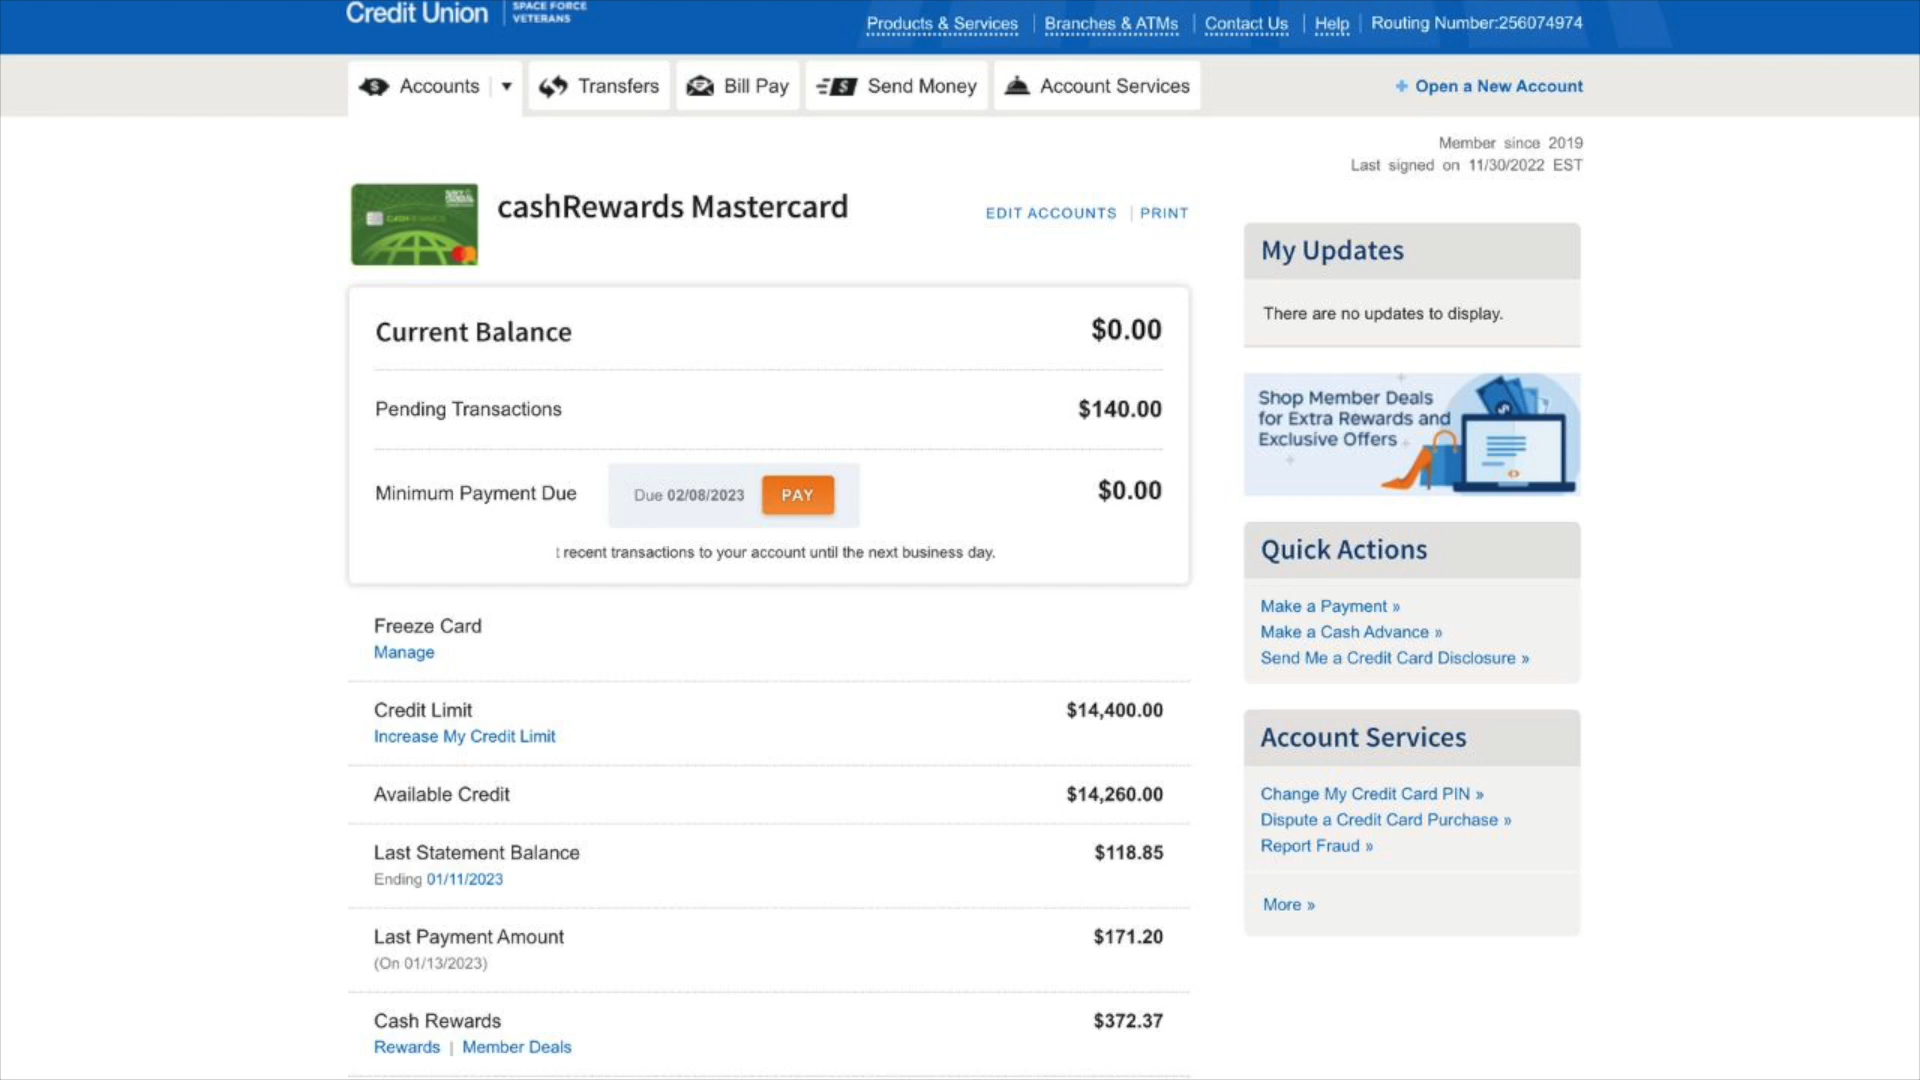 Credit Union
SPACE FORCE
VETERANS
Products & Services | Branches & ATMs | Contact Us | Help | Routing Number:256074974
Accounts
Transfers
Bill Pay
Send Money
Account Services
+ Open a New Account
Member since 2019
Last signed on 11/30/2022 EST
cashRewards Mastercard
EDIT ACCOUNTS | PRINT
Current Balance $0.00
Pending Transactions $140.00
Minimum Payment Due Due 02/08/2023 PAY $0.00
t recent transactions to your account until the next business day.
Freeze Card
Manage
Credit Limit $14,400.00
Increase My Credit Limit
Available Credit $14,260.00
Last Statement Balance $118.85
Ending 01/11/2023
Last Payment Amount $171.20
(On 01/13/2023)
Cash Rewards $372.37
Rewards | Member Deals
My Updates
There are no updates to display.
Shop Member Deals
for Extra Rewards and
Exclusive Offers
Quick Actions
Make a Payment »
Make a Cash Advance »
Send Me a Credit Card Disclosure »
Account Services
Change My Credit Card PIN »
Dispute a Credit Card Purchase »
Report Fraud »
More »